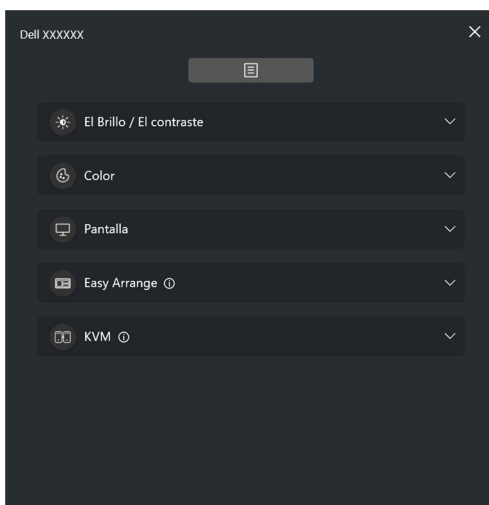 Dell XXXXXX
El Brillo / El contraste
Color
Pantalla
Easy Arrange
KVM